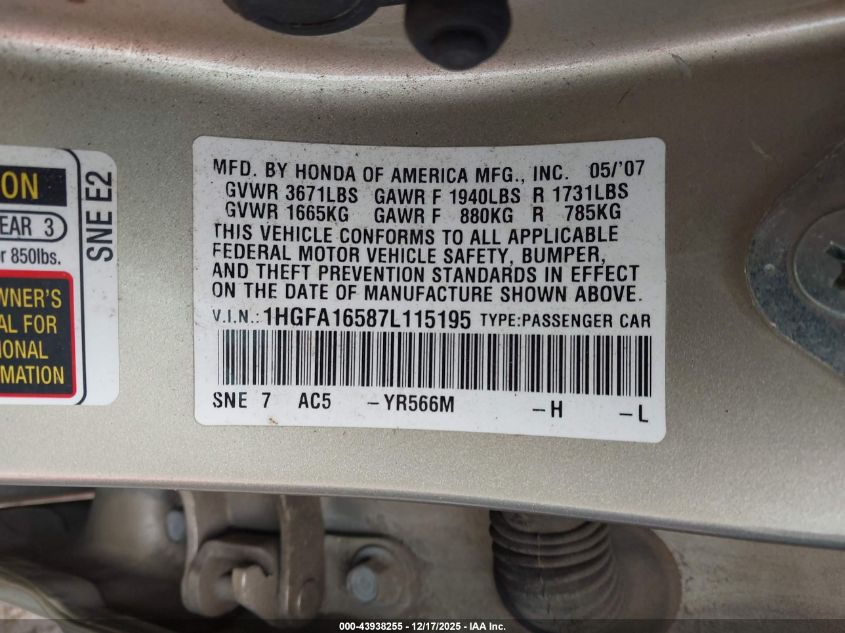 ON
EAR 3
r 850lbs.
WNER'S
AL FOR
IONAL
MATION
SNE E2
MFD. BY HONDA OF AMERICA MFG., INC. 05/'07
GVWR 3671LBS GAWR F 1940LBS R 1731LBS
GVWR 1665KG GAWR F 880KG R 785KG
THIS VEHICLE CONFORMS TO ALL APPLICABLE
FEDERAL MOTOR VEHICLE SAFETY, BUMPER,
AND THEFT PREVENTION STANDARDS IN EFFECT
ON THE DATE OF MANUFACTURE SHOWN ABOVE.
V.I.N.: 1HGFA16587L115195 TYPE:PASSENGER CAR
SNE 7 AC5 -YR566M -H -L
000-43938255 - 12/17/2025 - IAA Inc.